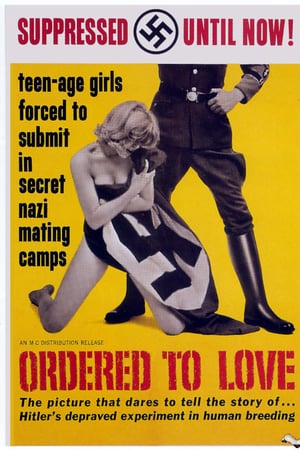 SUPPRESSED UNTIL NOW!
teen-age girls
forced to
submit
in
secret
nazi
mating
camps
AN M C DISTRIBUTION RELEASE
ORDERED TO LOVE
The picture that dares to tell the story of...
Hitler's depraved experiment in human breeding